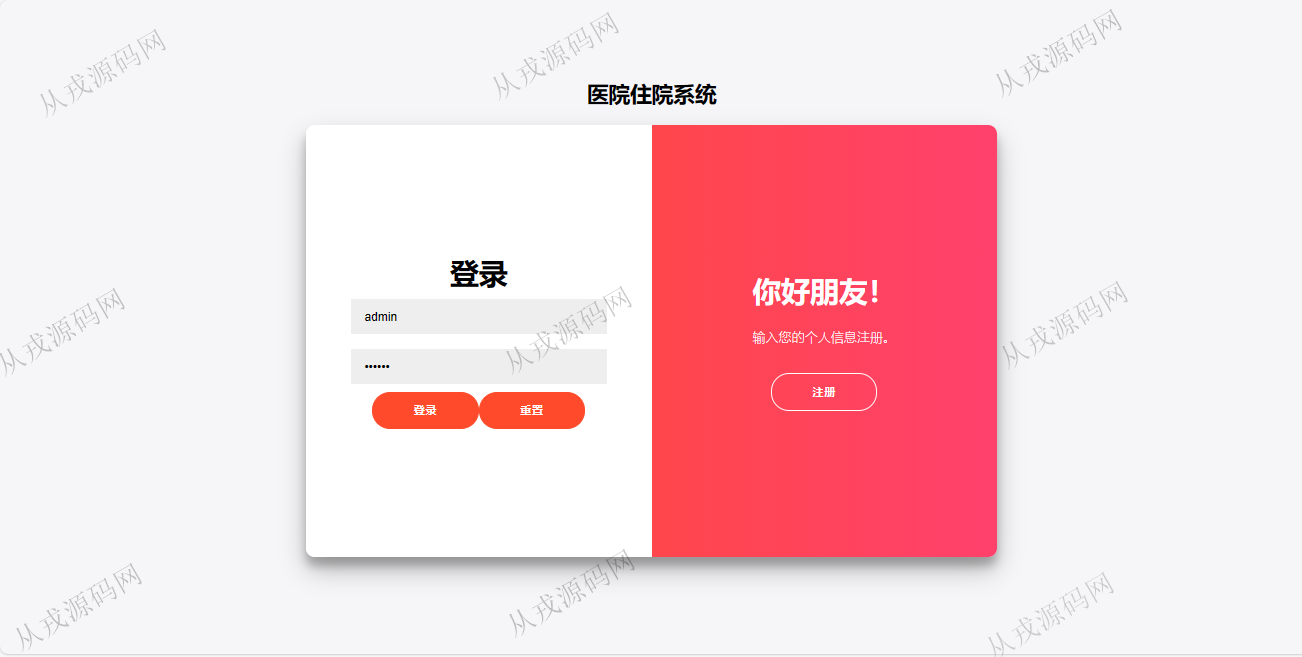 从戎源码网
从戎源码网
从戎源码网
医院住院系统
登录
admin
••••••
登录
重置
你好朋友!
输入您的个人信息注册。
注册
从戎源码网
从戎源码网
从戎源码网
从戎源码网
从戎源码网
从戎源码网